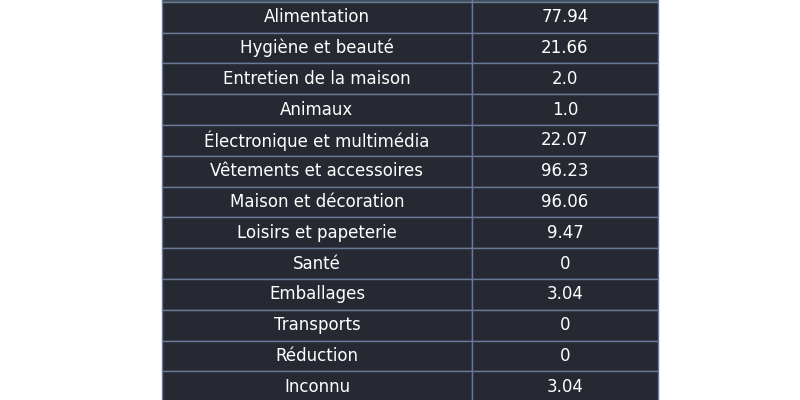 Alimentation 77.94
Hygiène et beauté 21.66
Entretien de la maison 2.0
Animaux 1.0
Électronique et multimédia 22.07
Vêtements et accessoires 96.23
Maison et décoration 96.06
Loisirs et papeterie 9.47
Santé 0
Emballages 3.04
Transports 0
Réduction 0
Inconnu 3.04